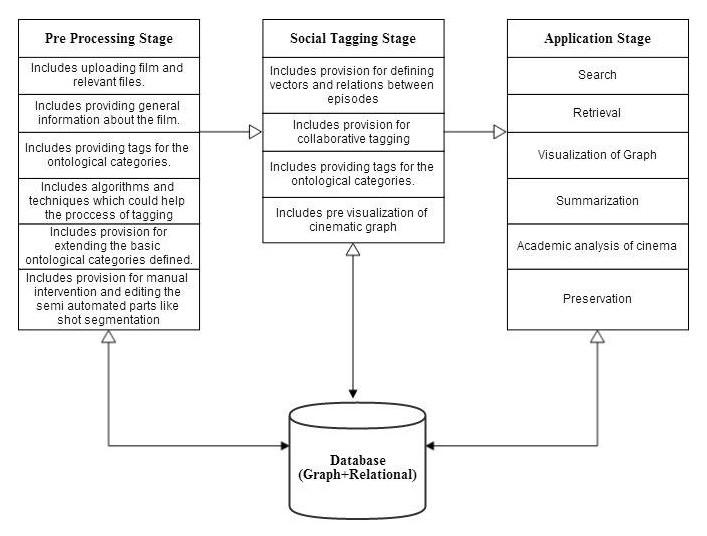 Pre Processing Stage
Includes uploading film and
relevant files.
Includes providing general
information about the film.
Includes providing tags for the
ontological categories.
Includes algorithms and
techniques which could help
the proccess of tagging
Includes provision for
extending the basic
ontological categories defined.
Includes provision for manual
intervention and editing the
semi automated parts like
shot segmentation
Social Tagging Stage
Includes provision for defining
vectors and relations between
episodes
Includes provision for
collaborative tagging
Includes providing tags for the
ontological categories.
Includes pre visualization of
cinematic graph
Application Stage
Search
Retrieval
Visualization of Graph
Summarization
Academic analysis of cinema
Preservation
Database
(Graph+Relational)